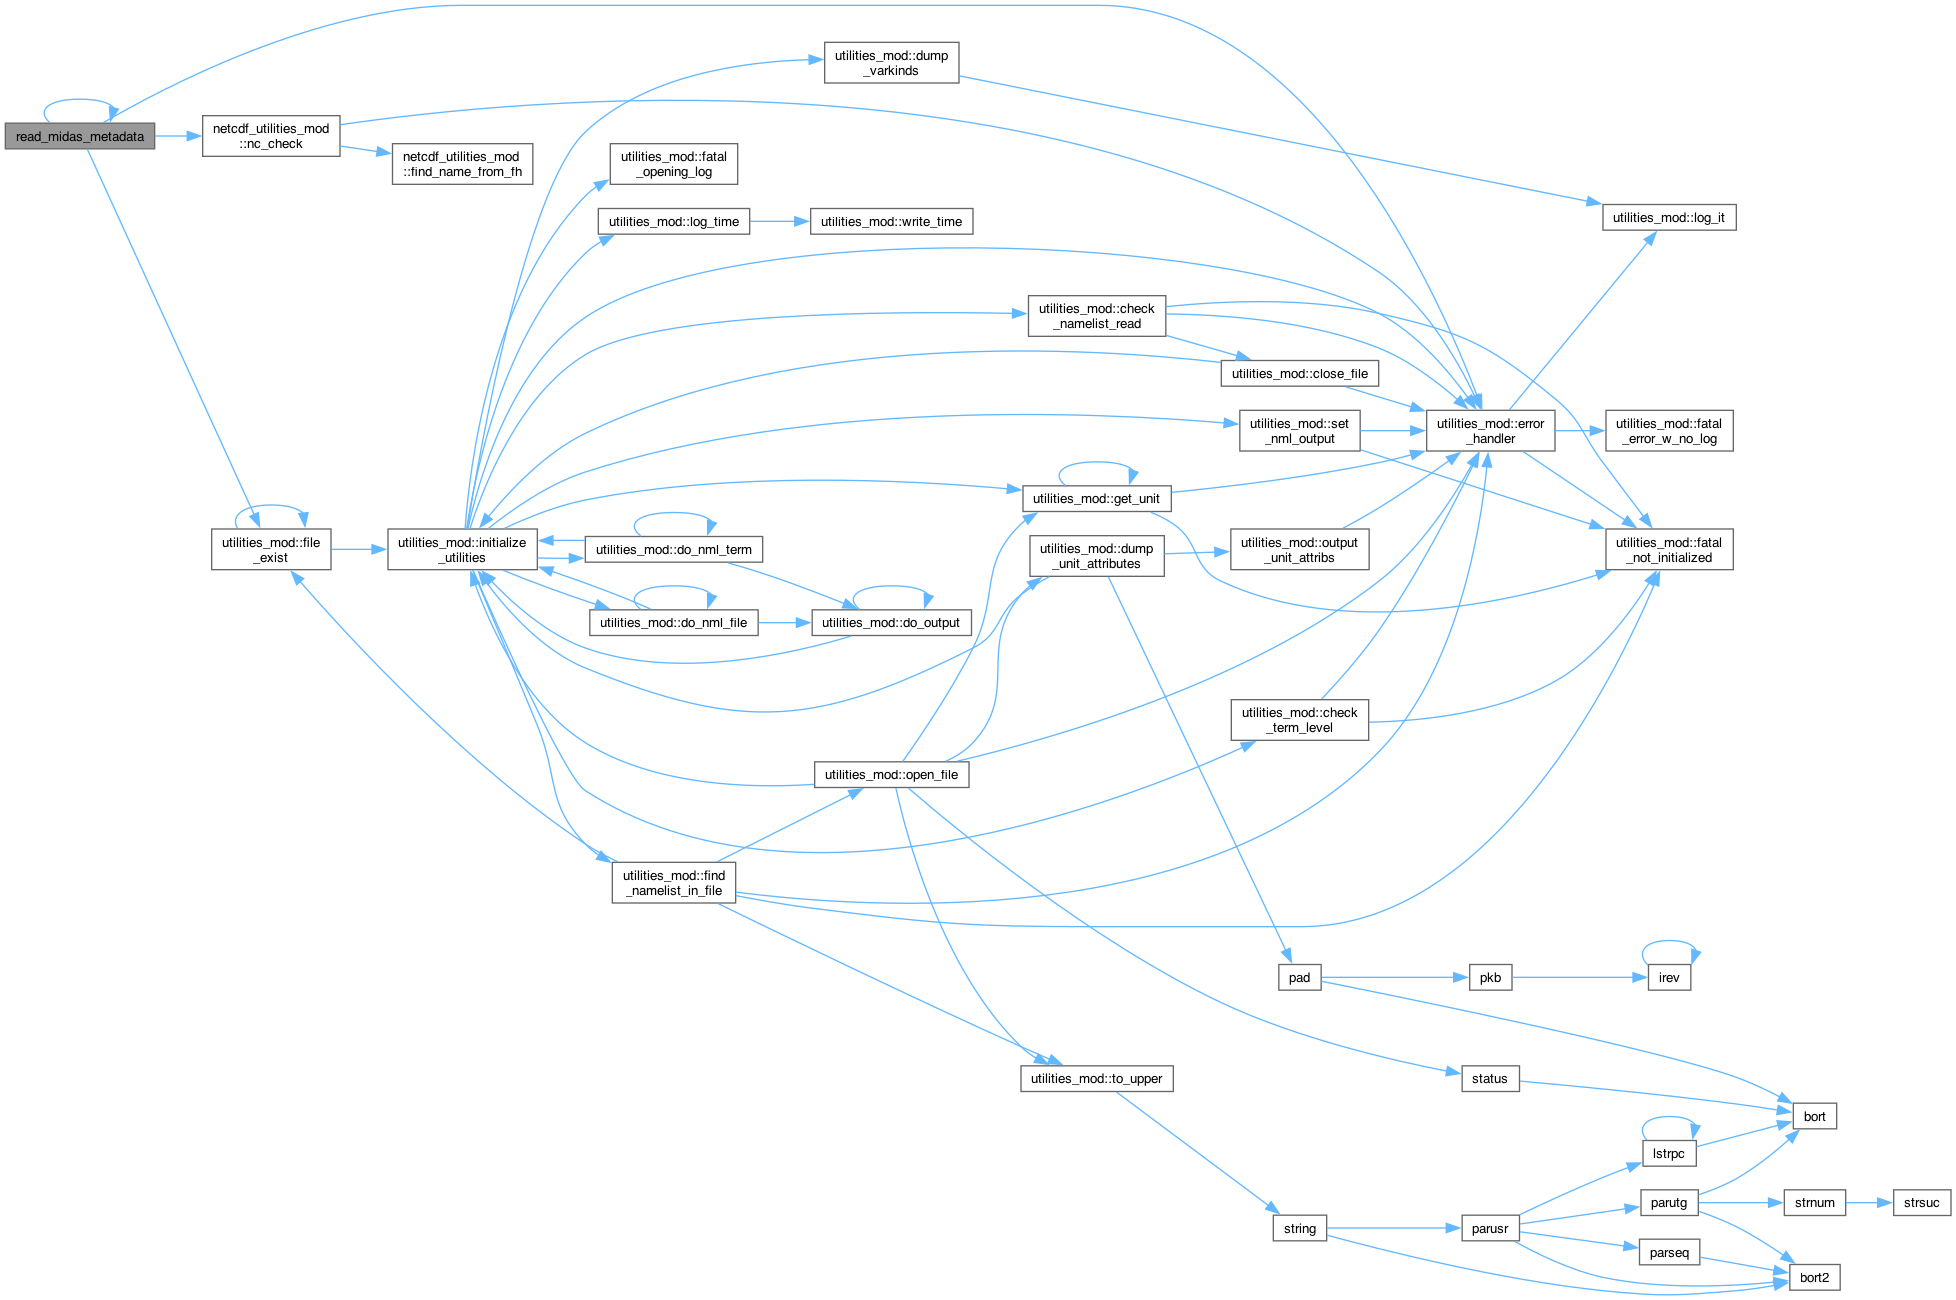 utilities_mod::dump
_varkinds
read_midas_metadata
netcdf_utilities_mod
::nc_check
netcdf_utilities_mod
::find_name_from_fh
utilities_mod::fatal
_opening_log
utilities_mod::log_time
utilities_mod::write_time
utilities_mod::log_it
utilities_mod::check
_namelist_read
utilities_mod::close_file
utilities_mod::set
_nml_output
utilities_mod::error
_handler
utilities_mod::fatal
_error_w_no_log
utilities_mod::get_unit
utilities_mod::file
_exist
utilities_mod::initialize
_utilities
utilities_mod::do_nml_term
utilities_mod::dump
_unit_attributes
utilities_mod::output
_unit_attribs
utilities_mod::fatal
_not_initialized
utilities_mod::do_nml_file
utilities_mod::do_output
utilities_mod::check
_term_level
utilities_mod::open_file
utilities_mod::find
_namelist_in_file
pad
pkb
irev
utilities_mod::to_upper
status
bort
lstrpc
parutg
strnum
strsuc
string
parusr
parseq
bort2